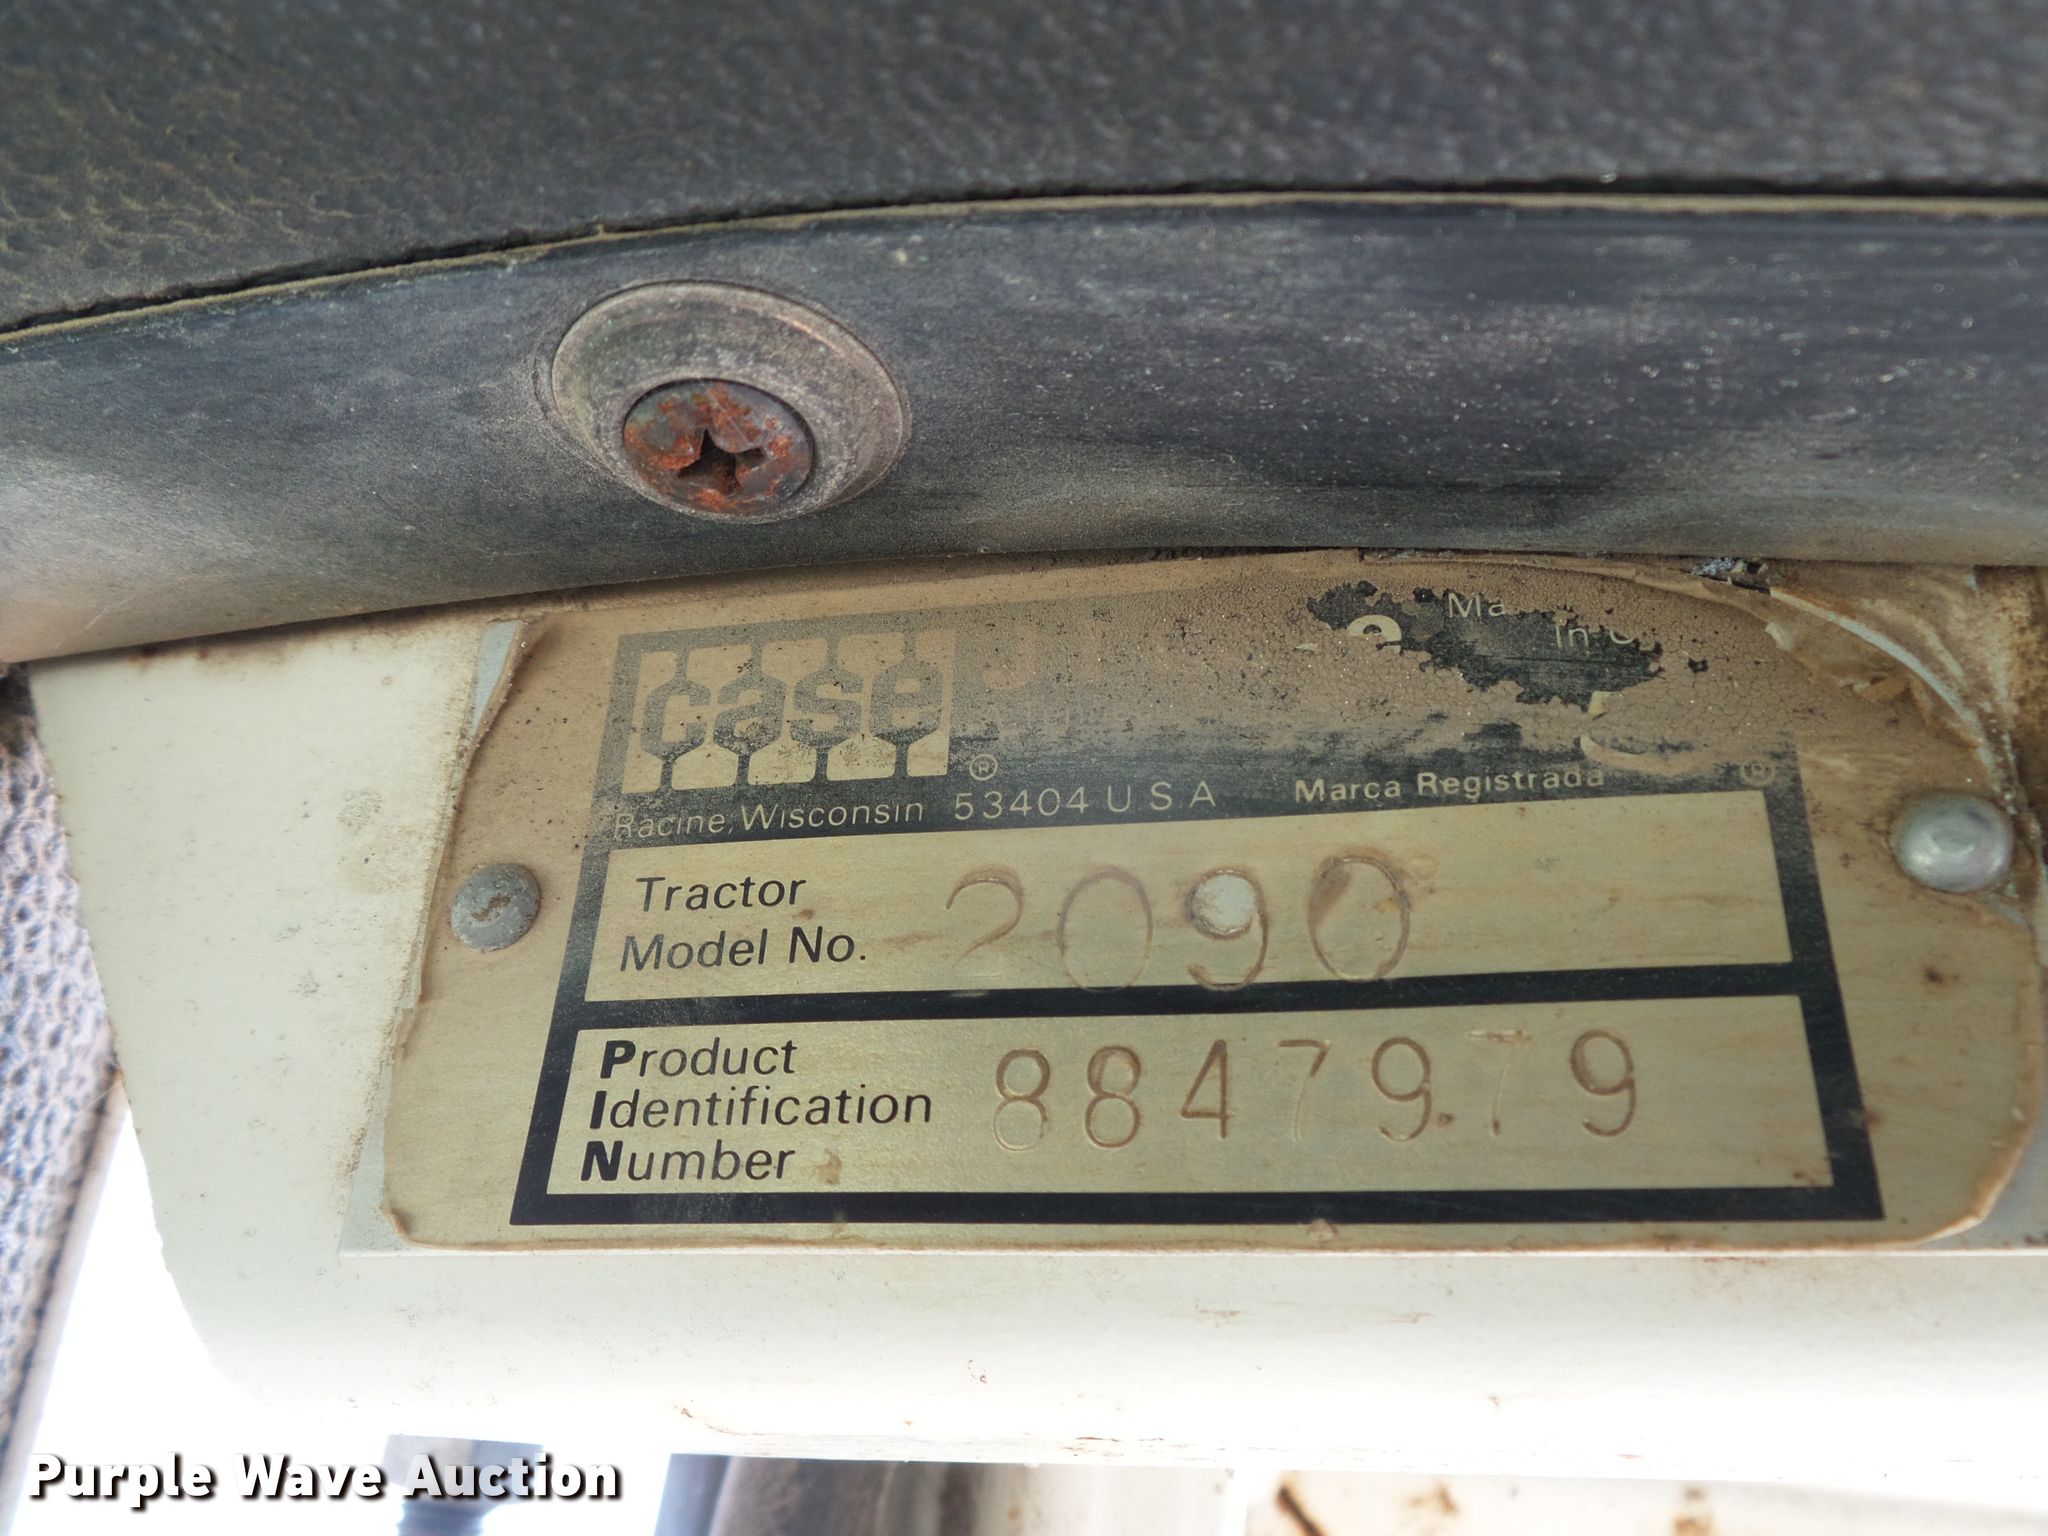 case ®
Racine, Wisconsin 53404 U S A Marca Registrada ®
Tractor
Model No. 2090
Product
Identification
Number
8847979
Purple Wave Auction